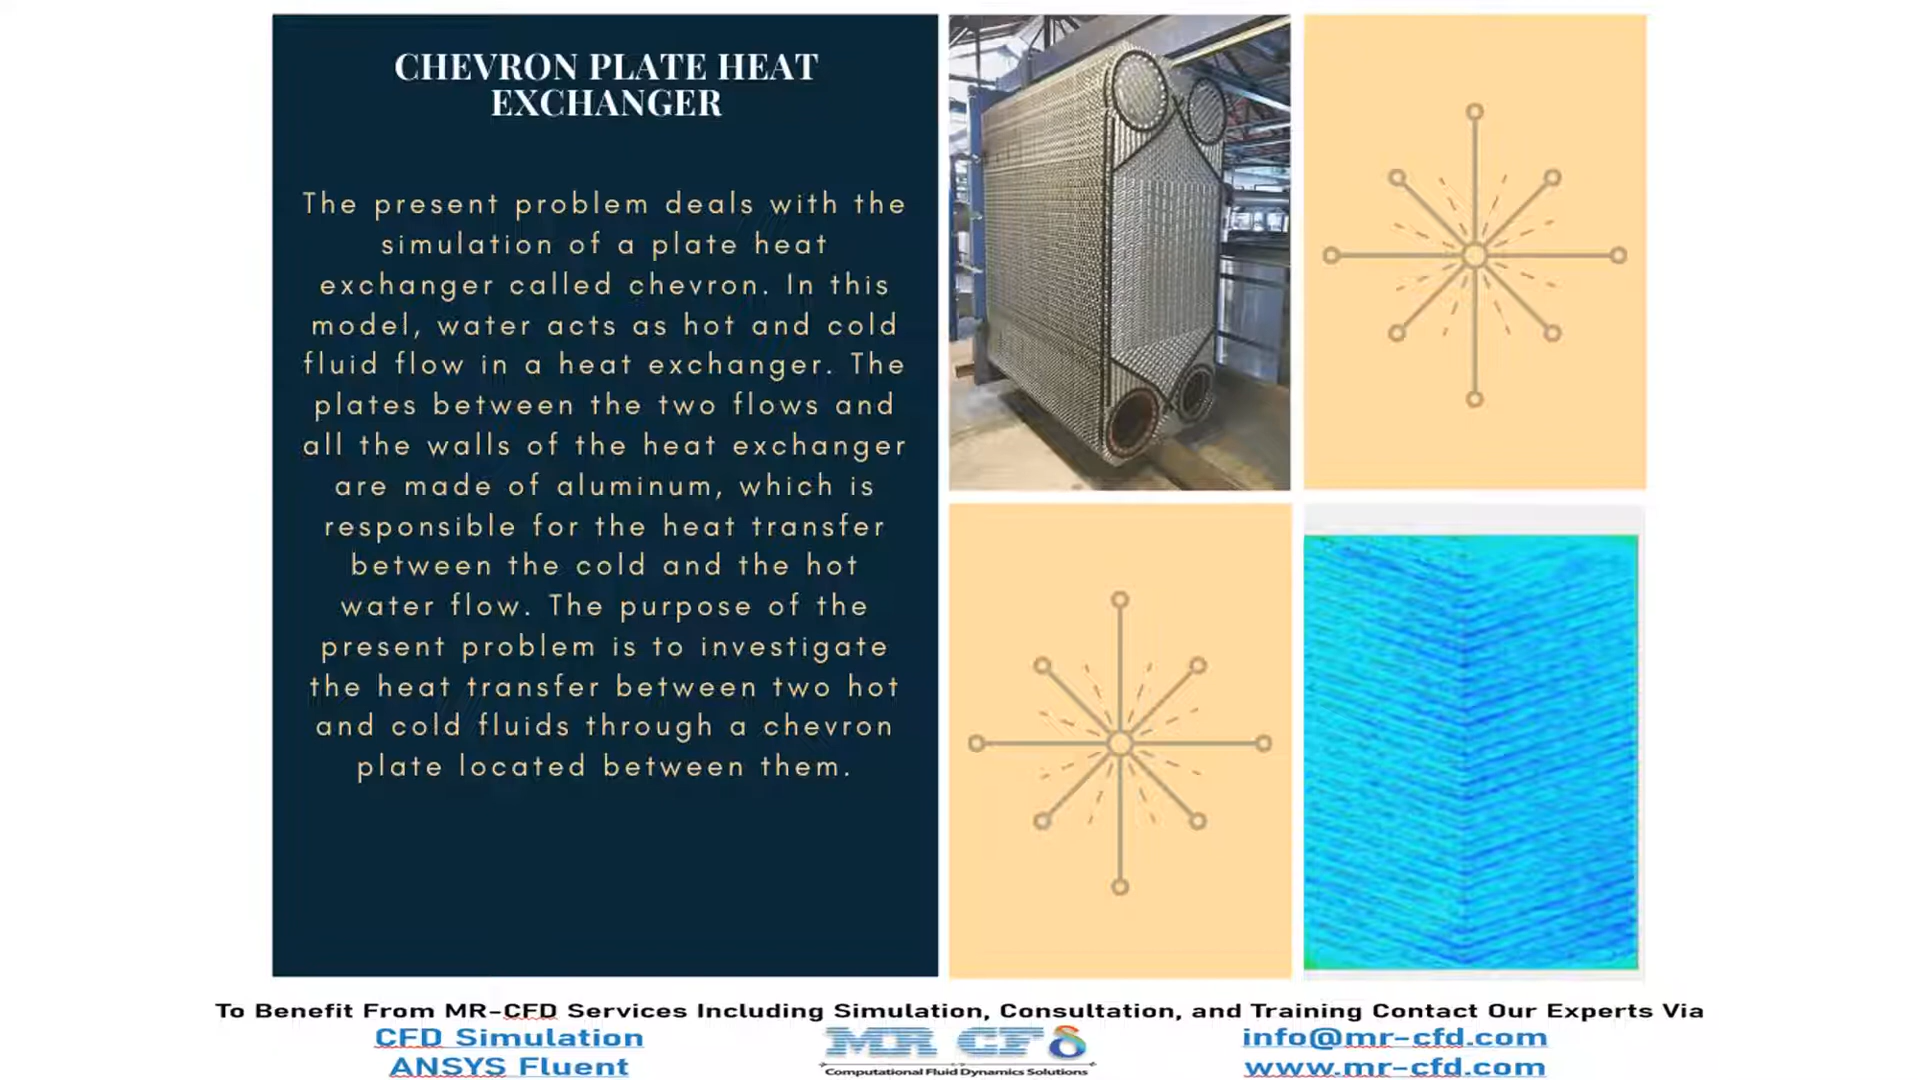 CHEVRON PLATE HEAT
EXCHANGER
The present problem deals with the
simulation of a plate heat
exchanger called chevron. In this
model, water acts as hot and cold
fluid flow in a heat exchanger. The
plates between the two flows and
all the walls of the heat exchanger
are made of aluminum, which is
responsible for the heat transfer
between the cold and the hot
water flow. The purpose of the
present problem is to investigate
the heat transfer between two hot
and cold fluids through a chevron
plate located between them.
To Benefit From MR-CFD Services Including Simulation, Consultation, and Training Contact Our Experts Via
CFD Simulation
ANSYS Fluent
MR CFD
Computational Fluid Dynamics Solutions
info@mr-cfd.com
www.mr-cfd.com